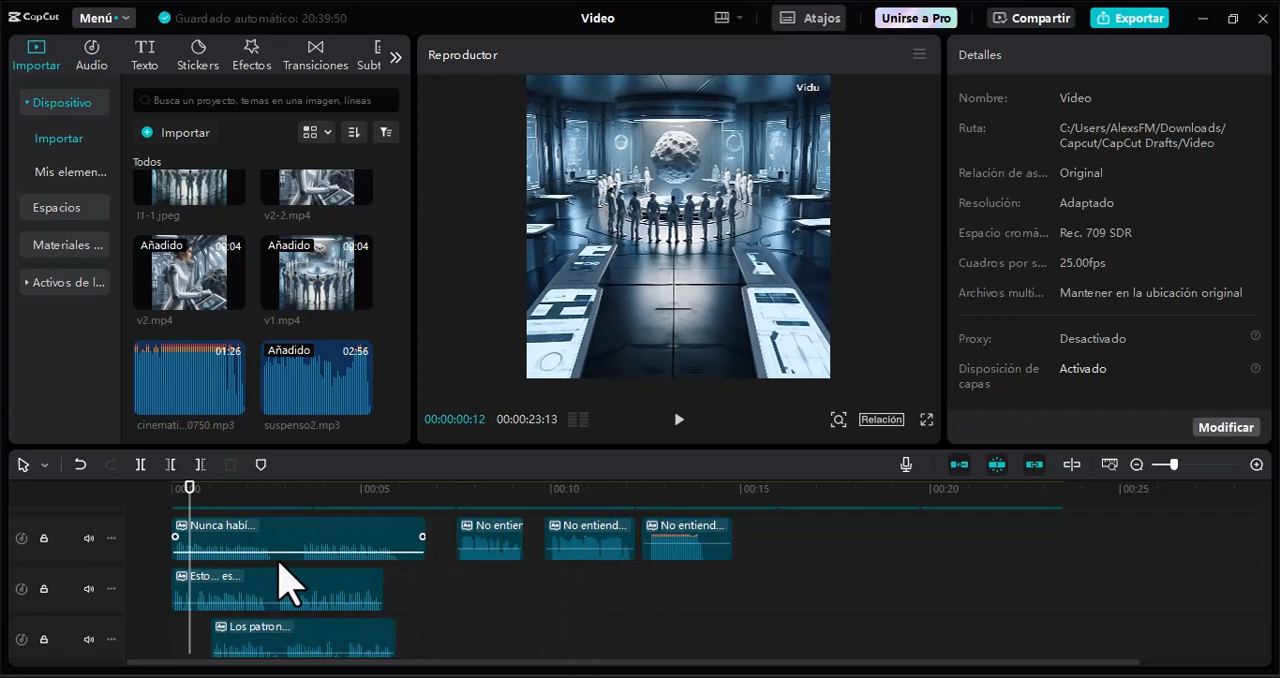 CapCut
Menú
Guardado automático: 20:39:50
Video
Atajos
Unirse a Pro
Compartir
Exportar
Importar
Audio
Texto
Stickers
Efectos
Transiciones
Subt
Dispositivo
Importar
Mis elemen...
Espacios
Materiales ...
Activos de l...
Busca un proyecto, temas en una imagen, líneas
Importar
Todos
l1-1.jpeg
v2-2.mp4
Añadido
00:04
Añadido
00:04
v2.mp4
v1.mp4
01:26
Añadido
02:56
cinemati...0750.mp3
suspenso2.mp3
Reproductor
Vidu
00:00:00:12
00:00:23:13
Relación
Detalles
Nombre:
Video
Ruta:
C:/Users/AlexsFM/Downloads/
Capcut/CapCut Drafts/Video
Relación de as...
Original
Resolución:
Adaptado
Espacio cromá...
Rec. 709 SDR
Cuadros por s...
25.00fps
Archivos multi...
Mantener en la ubicación original
Proxy:
Desactivado
Disposición de
capas
Activado
Modificar
00:05
00:10
00:15
00:20
00:25
Nunca habí...
No entien
No entiend...
No entiend...
Esto... es...
Los patron...